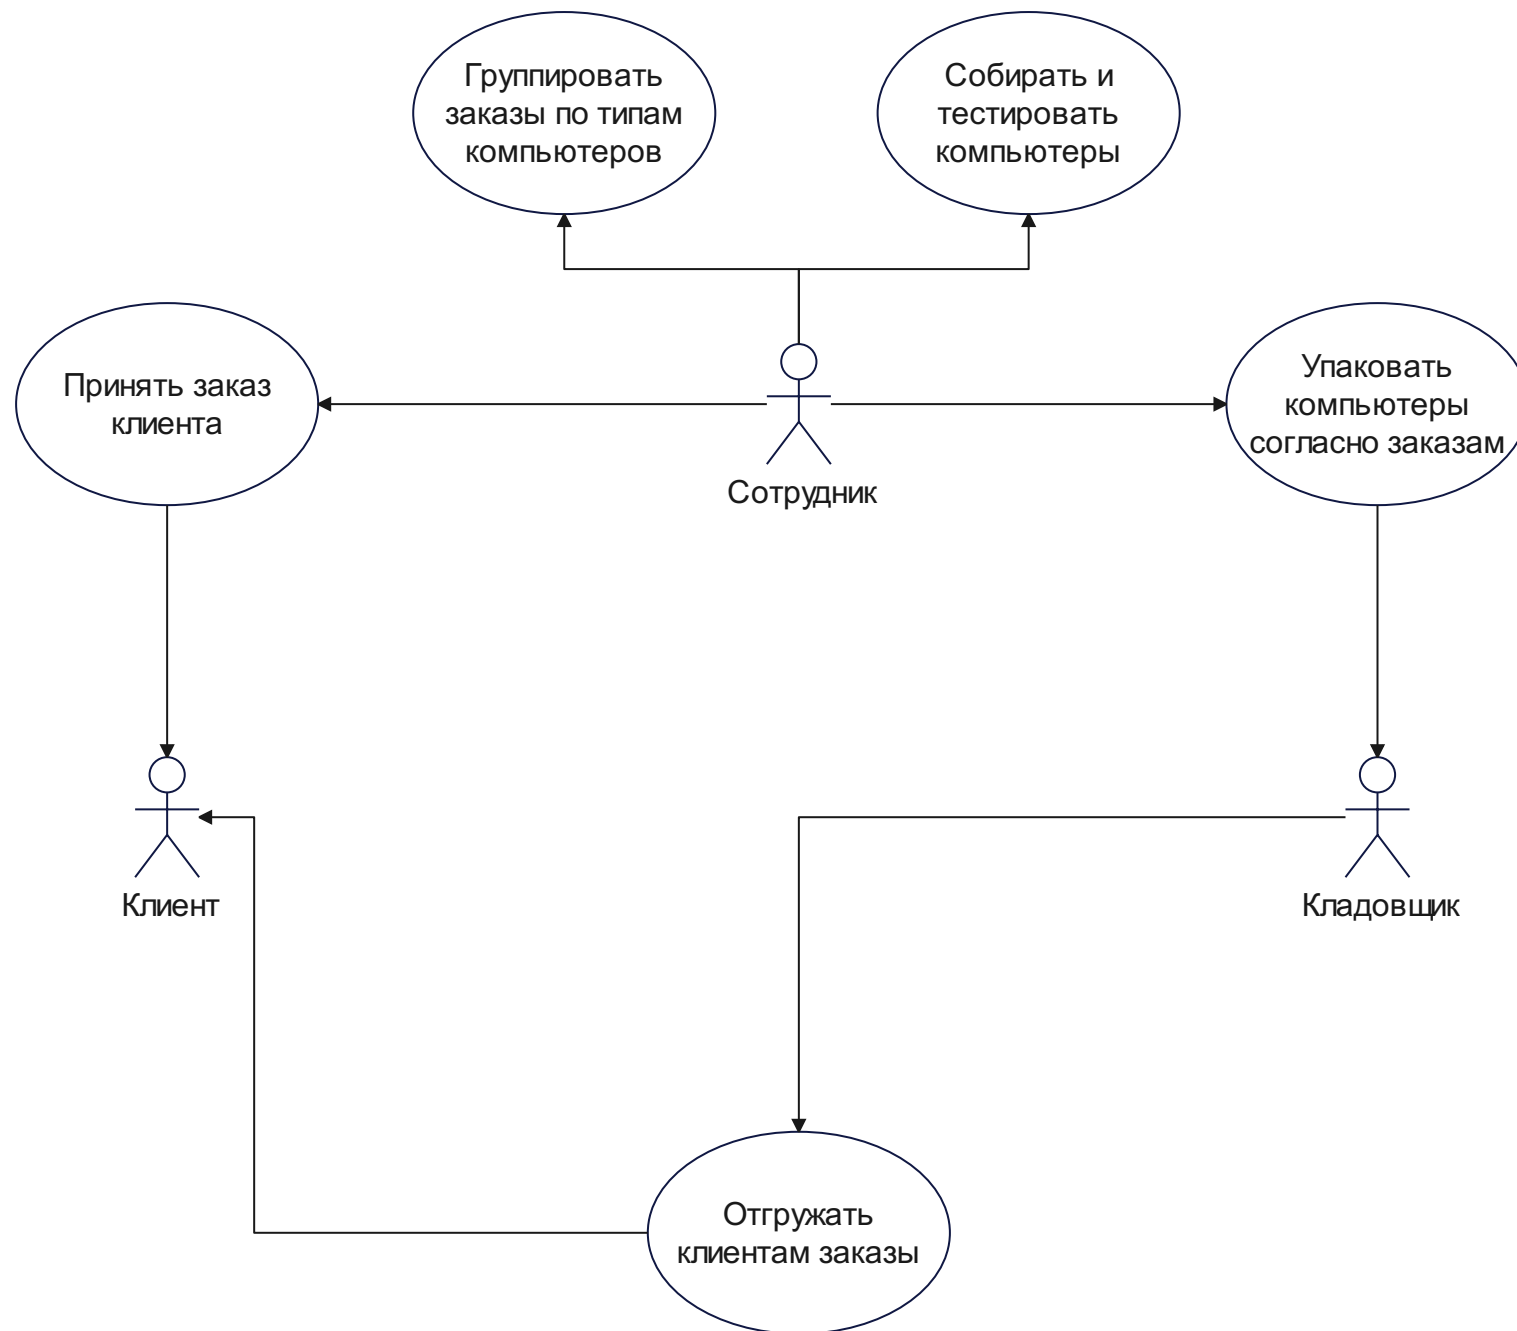 Группировать
заказы по типам
компьютеров
Собирать и
тестировать
компьютеры
Принять заказ
клиента
Упаковать
компьютеры
согласно заказам
Сотрудник
Клиент
Кладовщик
Отгружать
клиентам заказы